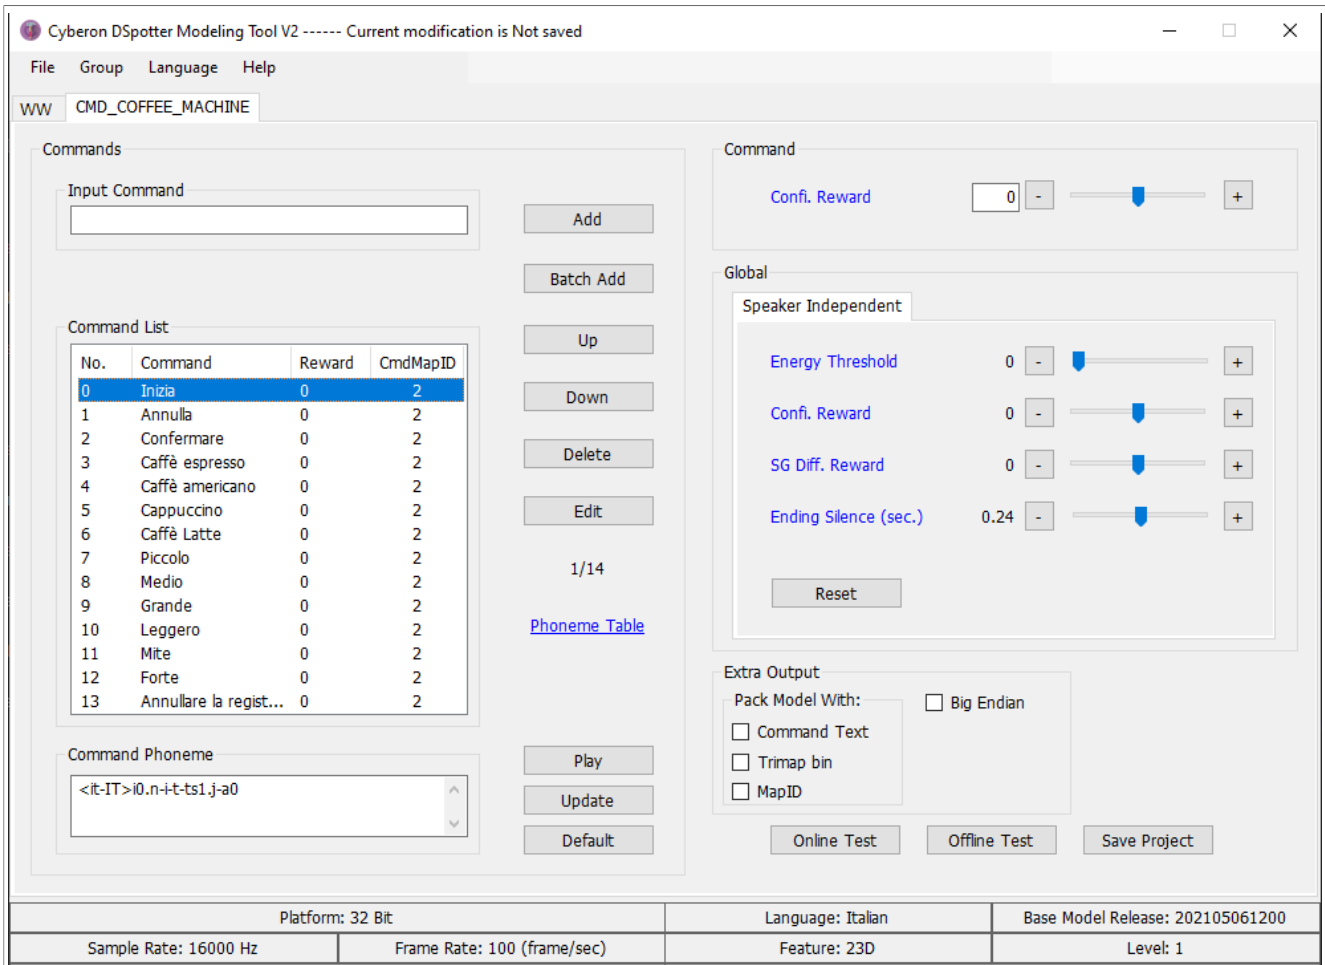 Cyberon DSpotter Modeling Tool V2 ------ Current modification is Not saved
File Group Language Help
WW CMD_COFFEE_MACHINE
Commands
Input Command
Add
Batch Add
Up
Down
Delete
Edit
1/14
Phoneme Table
Command List
No. Command Reward CmdMapID
0 Inizia 0 2
1 Annulla 0 2
2 Confermare 0 2
3 Caffè espresso 0 2
4 Caffè americano 0 2
5 Cappuccino 0 2
6 Caffè Latte 0 2
7 Piccolo 0 2
8 Medio 0 2
9 Grande 0 2
10 Leggero 0 2
11 Mite 0 2
12 Forte 0 2
13 Annullare la regist... 0 2
Command Phoneme
<it-IT>i0.n-i-t-ts1.j-a0
Play
Update
Default
Command
Confi. Reward 0 - +
Global
Speaker Independent
Energy Threshold 0 - +
Confi. Reward 0 - +
SG Diff. Reward 0 - +
Ending Silence (sec.) 0.24 - +
Reset
Extra Output
Pack Model With:
Command Text
Trimap bin
MapID
Big Endian
Online Test Offline Test Save Project
Platform: 32 Bit Language: Italian Base Model Release: 202105061200
Sample Rate: 16000 Hz Frame Rate: 100 (frame/sec) Feature: 23D Level: 1